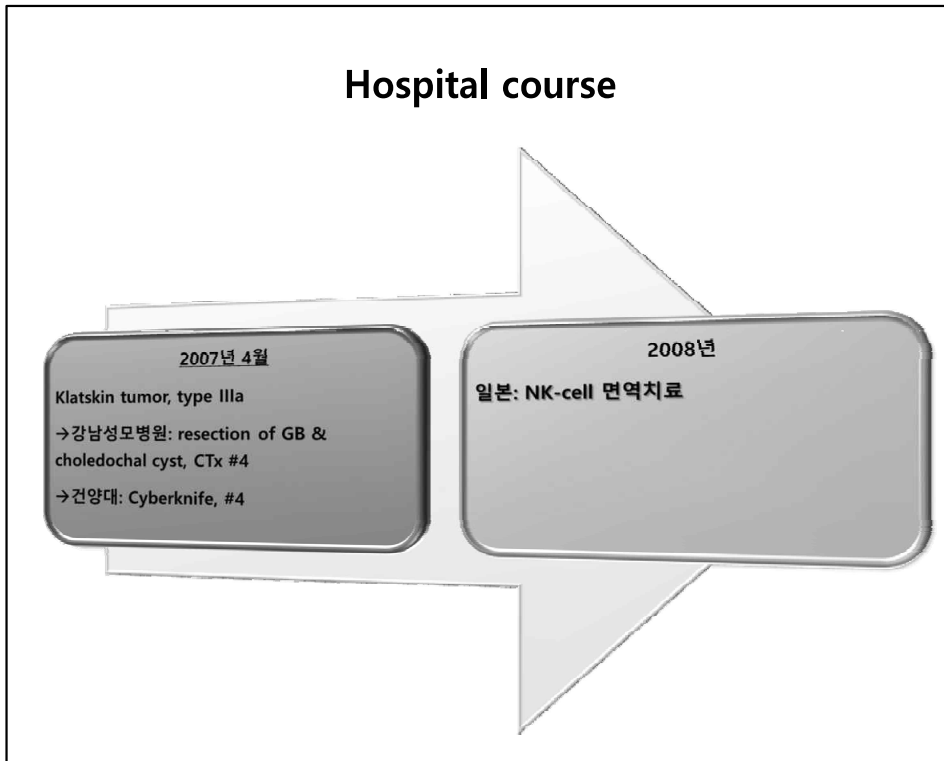 Hospital course
2007년 4월
Klatskin tumor, type IIIa
→강남성모병원: resection of GB &
choledochal cyst, CTx #4
→건양대: Cyberknife, #4
2008년
일본: NK-cell 면역치료